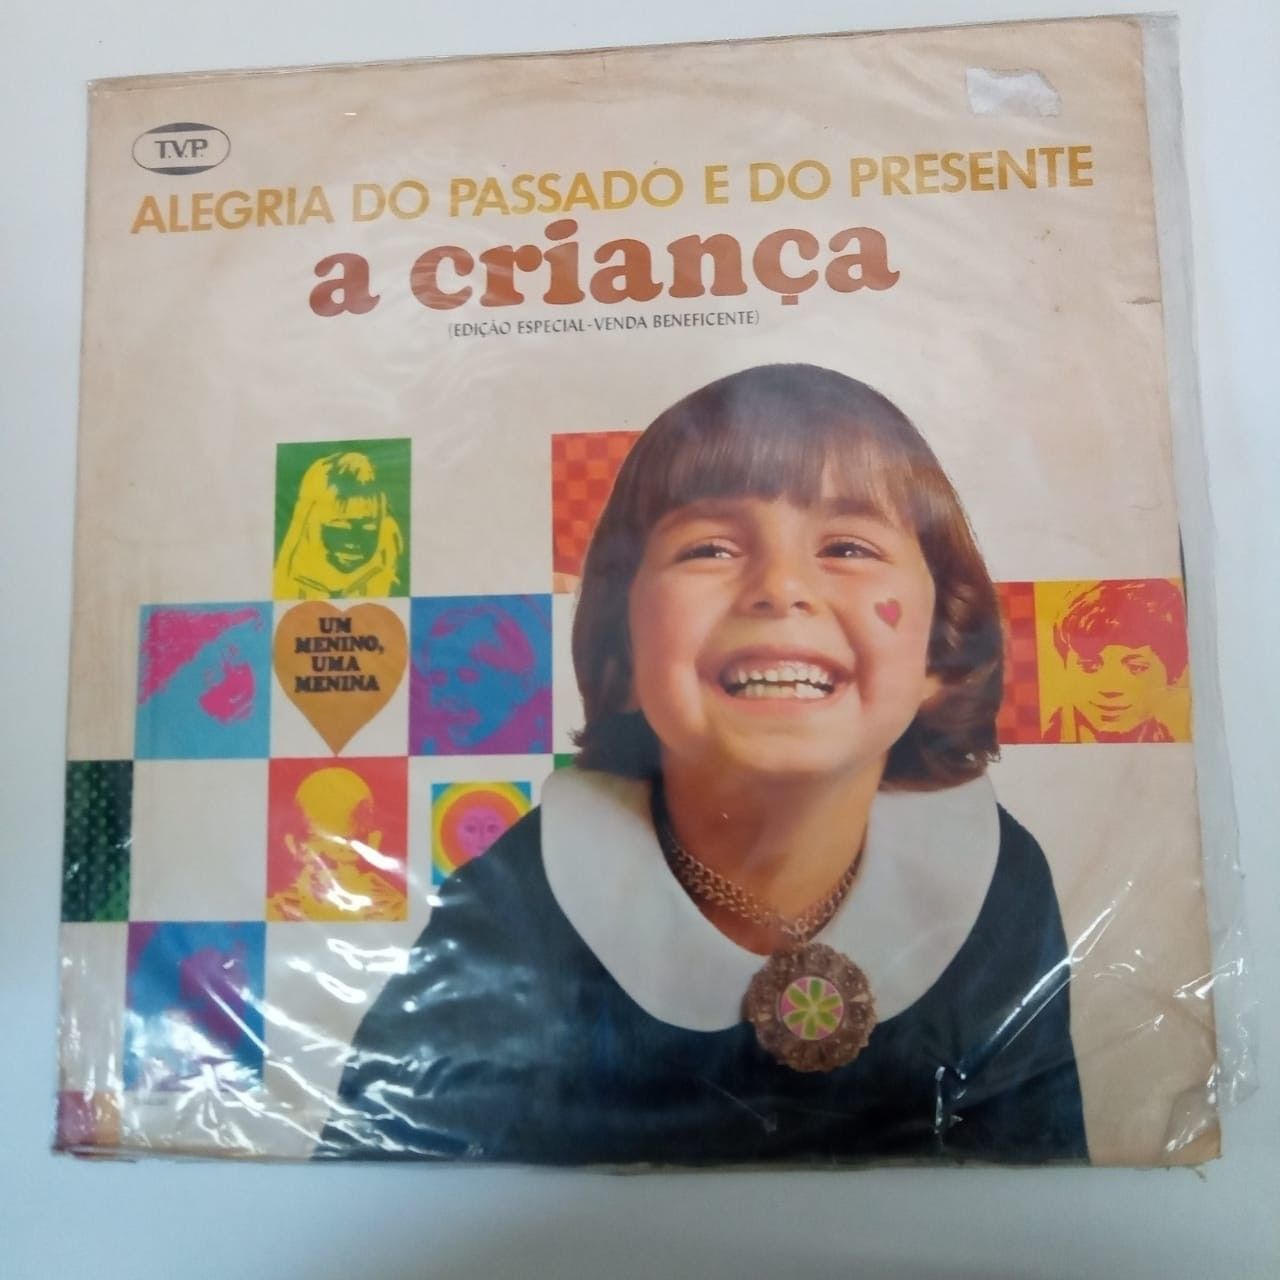 T.V.P.
ALEGRIA DO PASSADO E DO PRESENTE
a criança
(EDIÇÃO ESPECIAL-VENDA BENEFICENTE)
UM
MENINO,
UMA
MENINA